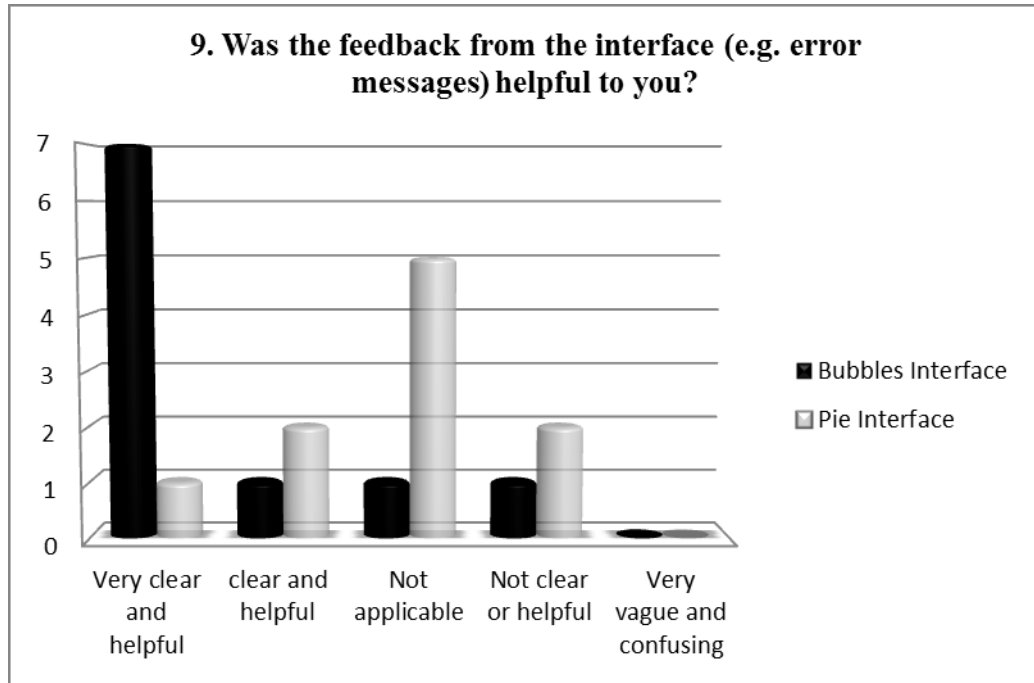 9. Was the feedback from the interface (e.g. error
messages) helpful to you?
7
6
5
4
3
2
1
0
Very clear
and
helpful
clear and
helpful
Not
applicable
Not clear
or helpful
Very
vague and
confusing
Bubbles Interface
Pie Interface